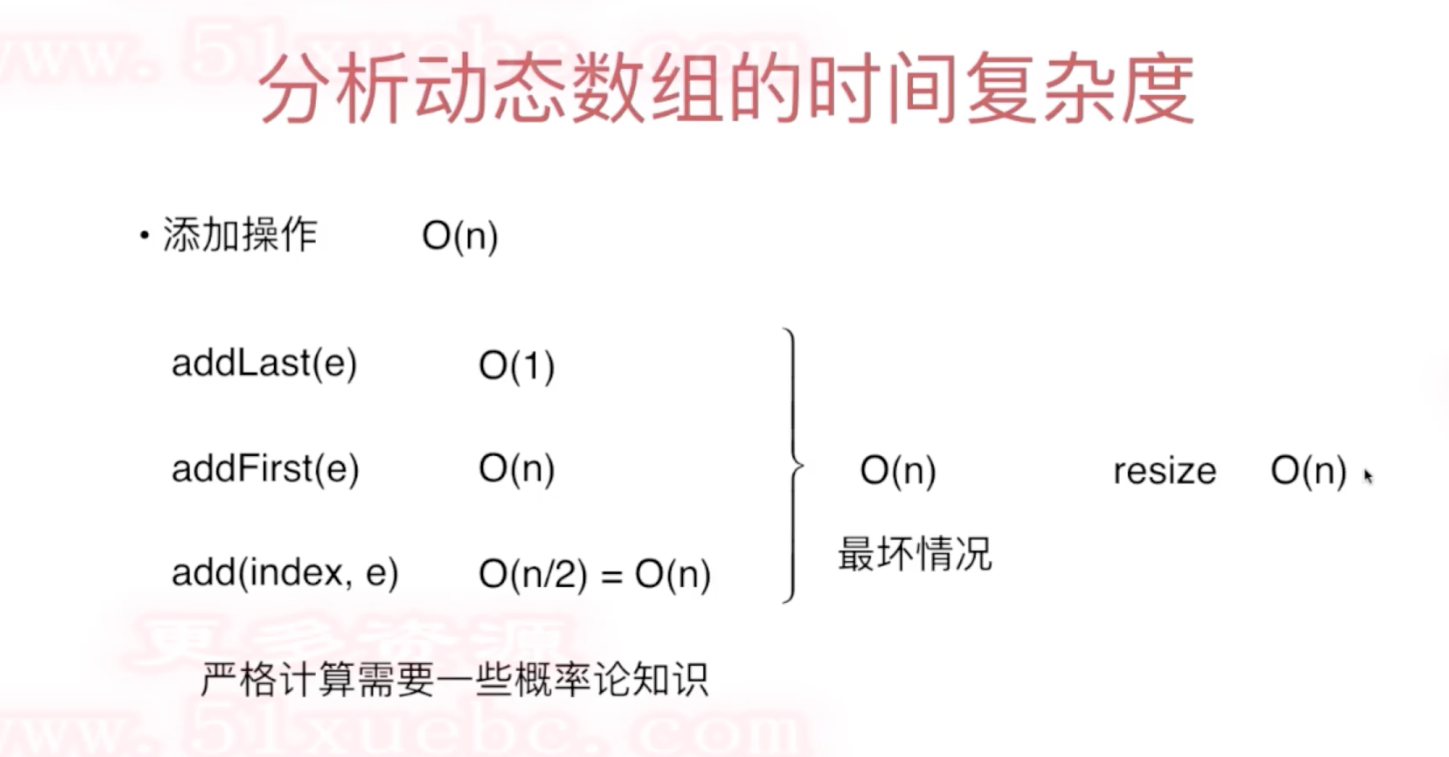 www.51xuebc.com
分析动态数组的时间复杂度
• 添加操作 O(n)
addLast(e) O(1)
addFirst(e) O(n)
O(n) resize O(n)
最坏情况
add(index, e) O(n/2) = O(n)
更多资源
严格计算需要一些概率论知识
www.51xuebc.com